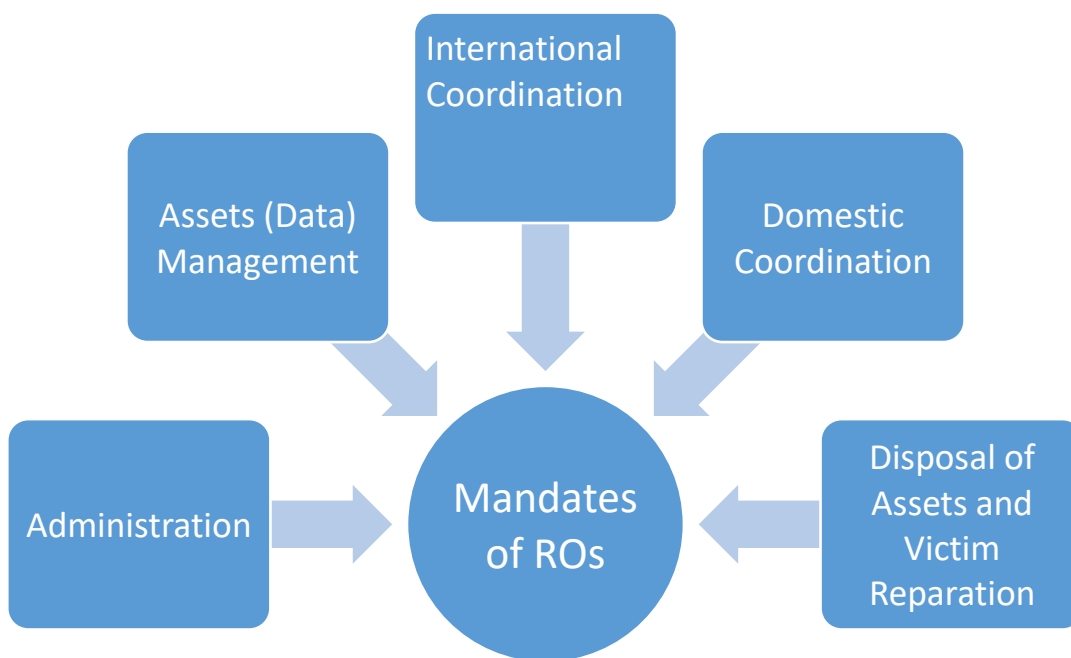 International
Coordination
Assets (Data)
Management
Domestic
Coordination
Administration
Mandates
of ROs
Disposal of
Assets and
Victim
Reparation